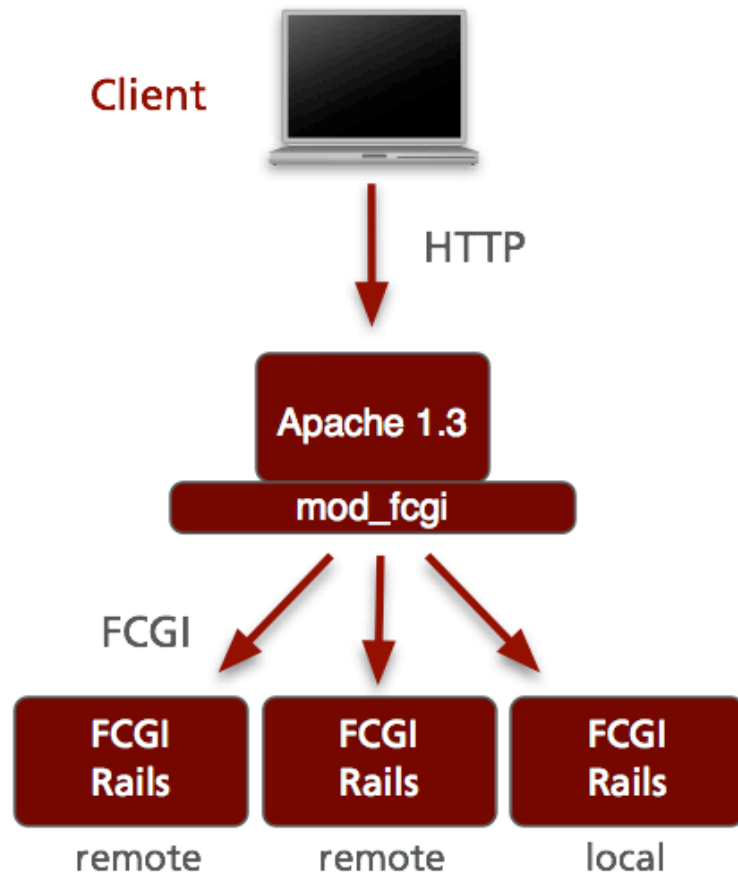 Client
HTTP
Apache 1.3
mod_fcgi
FCGI
FCGI
Rails
FCGI
Rails
FCGI
Rails
remote
remote
local